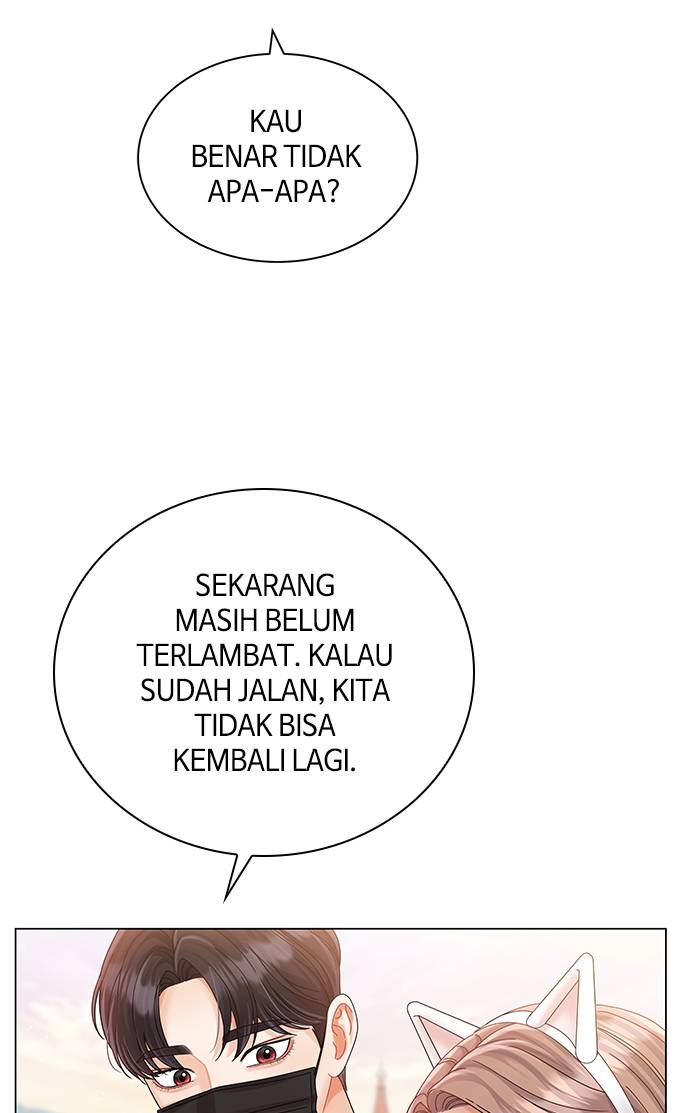 KAU
BENAR TIDAK
APA-APA?
SEKARANG
MASIH BELUM
TERLAMBAT. KALAU
SUDAH JALAN, KITA
TIDAK BISA
KEMBALI LAGI.